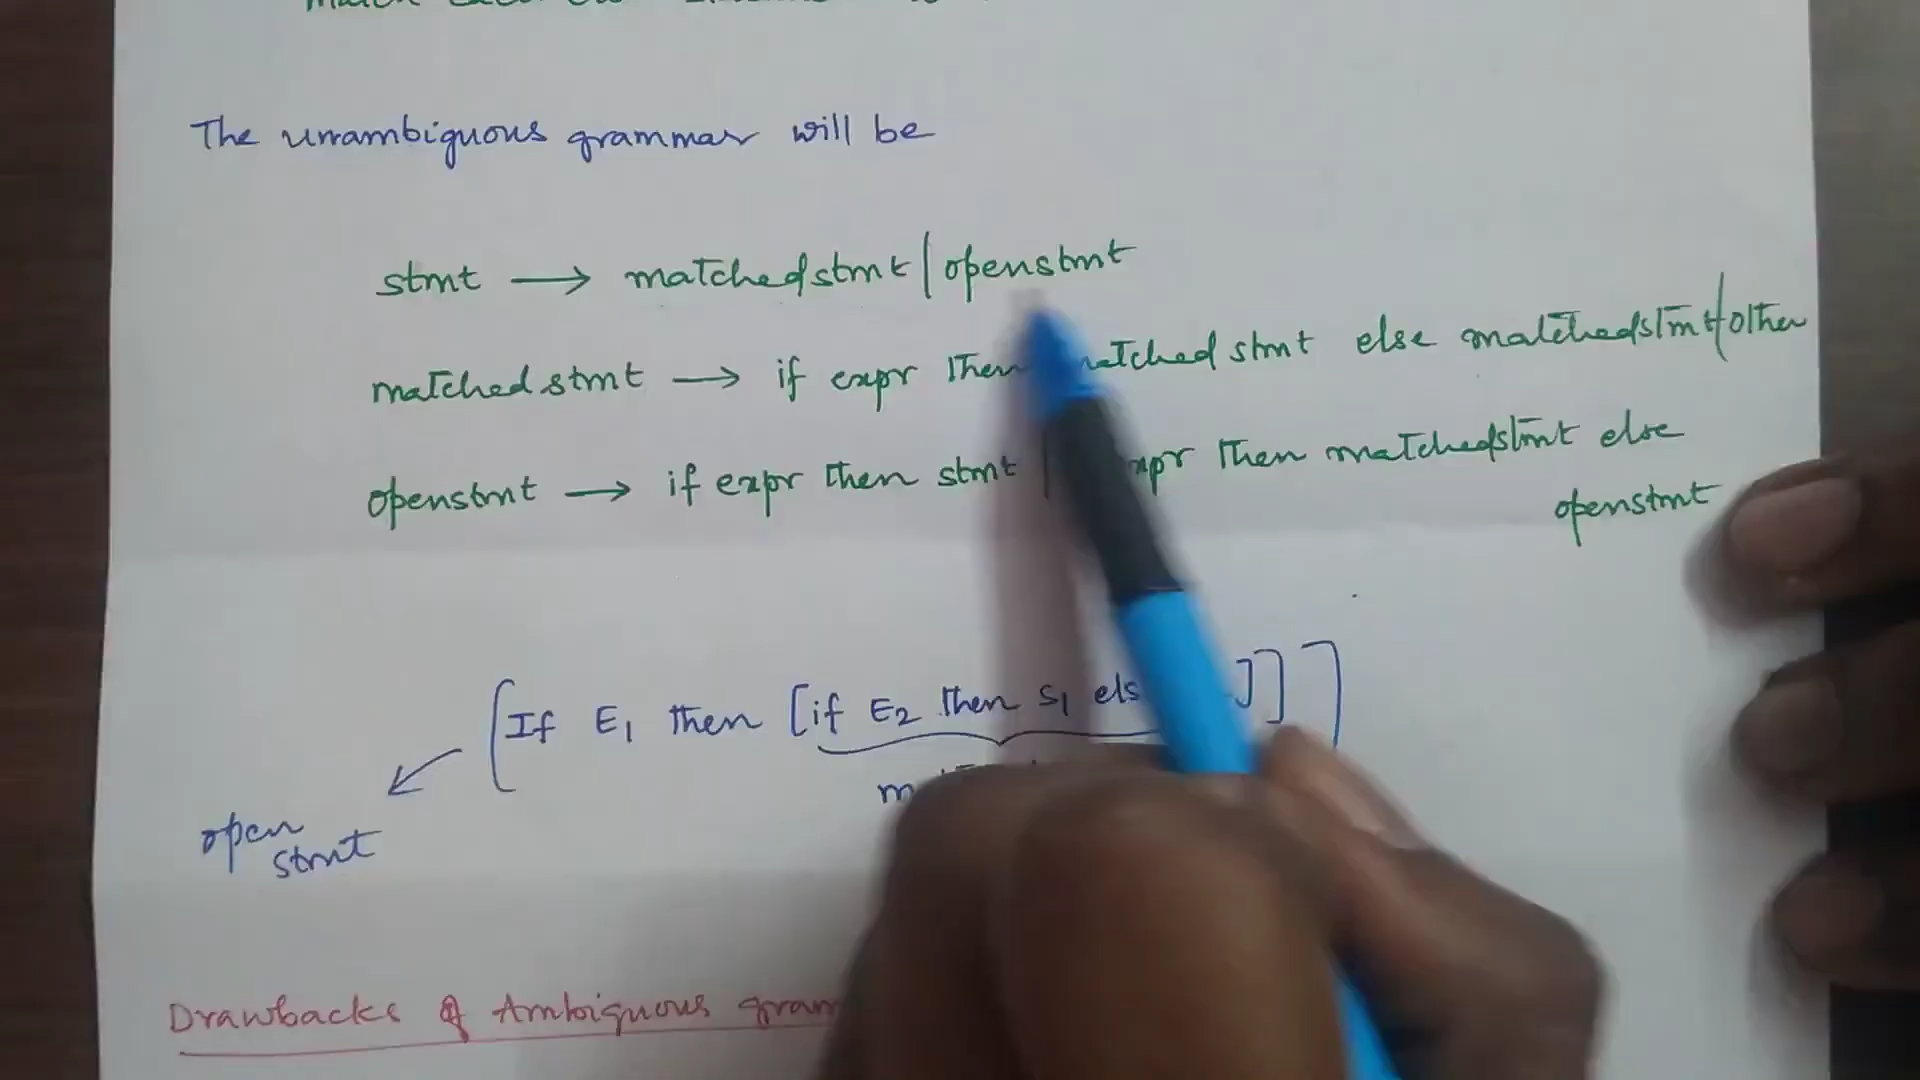 The unambiguous grammar will be
stmt → matchedstmt | openstmt
matched stmt → if expr then matched stmt else matchedstmt | other
openstmt → if expr then stmt | expr then matchedstmt else
openstmt
[If E1 then [if E2 then S1 els ]]]
open
stmt
Drawbacks of Ambiguous gram